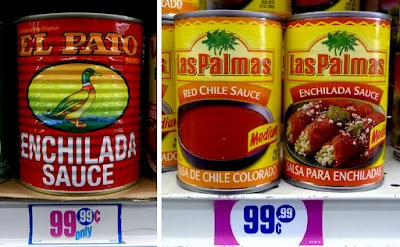 EL PATO
ENCHILADA
SAUCE
99 99¢
only
Las Palmas
RED CHILE SAUCE
Medium
SALSA DE CHILE COLORADO
Las Palmas
ENCHILADA SAUCE
Medium
SALSA PARA ENCHILADAS
99¢ .99